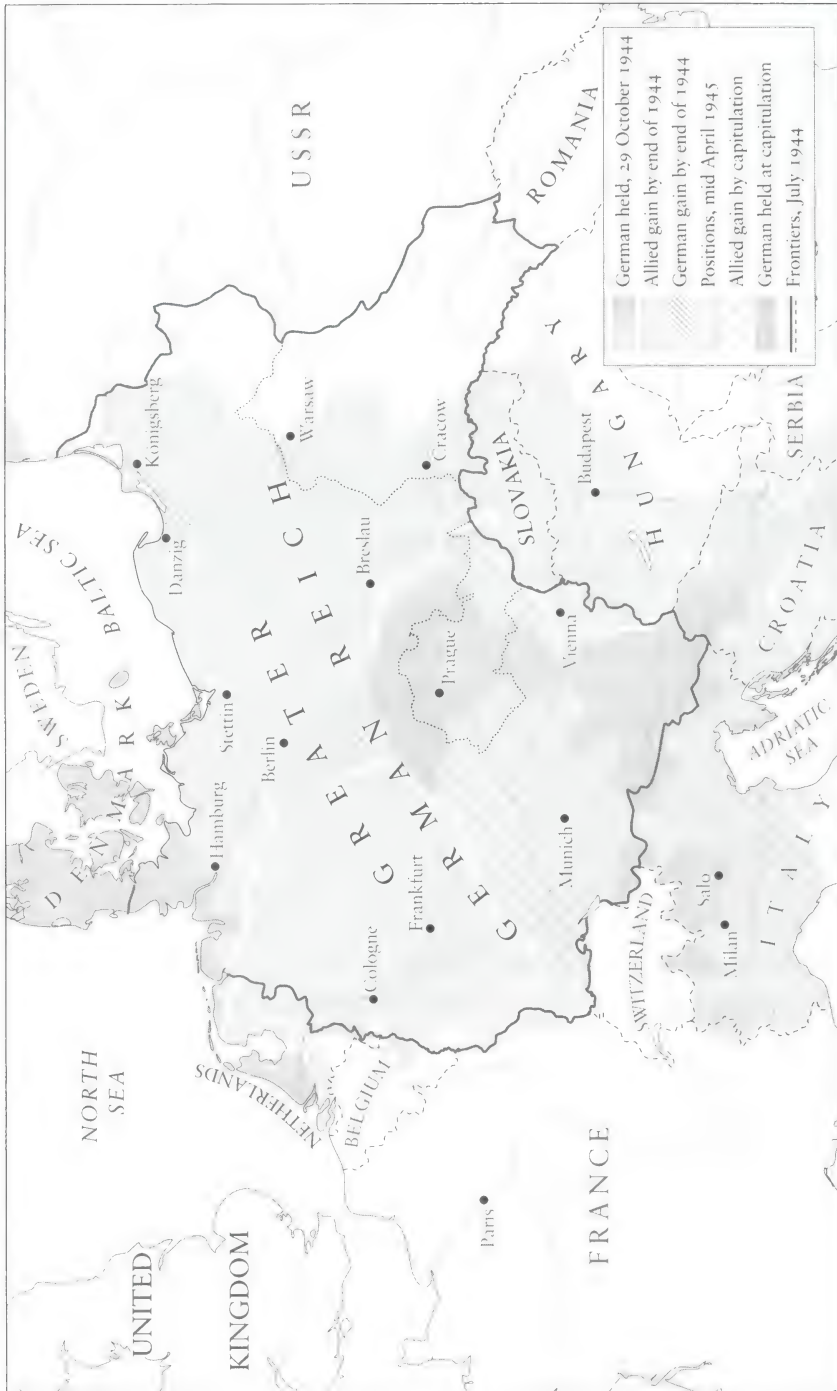 NORTH
SEA
UNITED
KINGDOM
NETHERLANDS
BELGIUM
Paris
FRANCE
DENMARK
SWEDEN
BALTIC SEA
Hamburg
Stettin
Berlin
Danzig
Konigsberg
USSR
Warsaw
GREATER
GERMAN REICH
Cologne
Frankfurt
Breslau
Cracow
Prague
Munich
Vienna
SLOVAKIA
Budapest
HUNGARY
ROMANIA
SWITZERLAND
Milan
Salo
ITALY
ADRIATIC
SEA
CROATIA
SERBIA
German held, 29 October 1944
Allied gain by end of 1944
German gain by end of 1944
Positions, mid April 1945
Allied gain by capitulation
German held at capitulation
Frontiers, July 1944